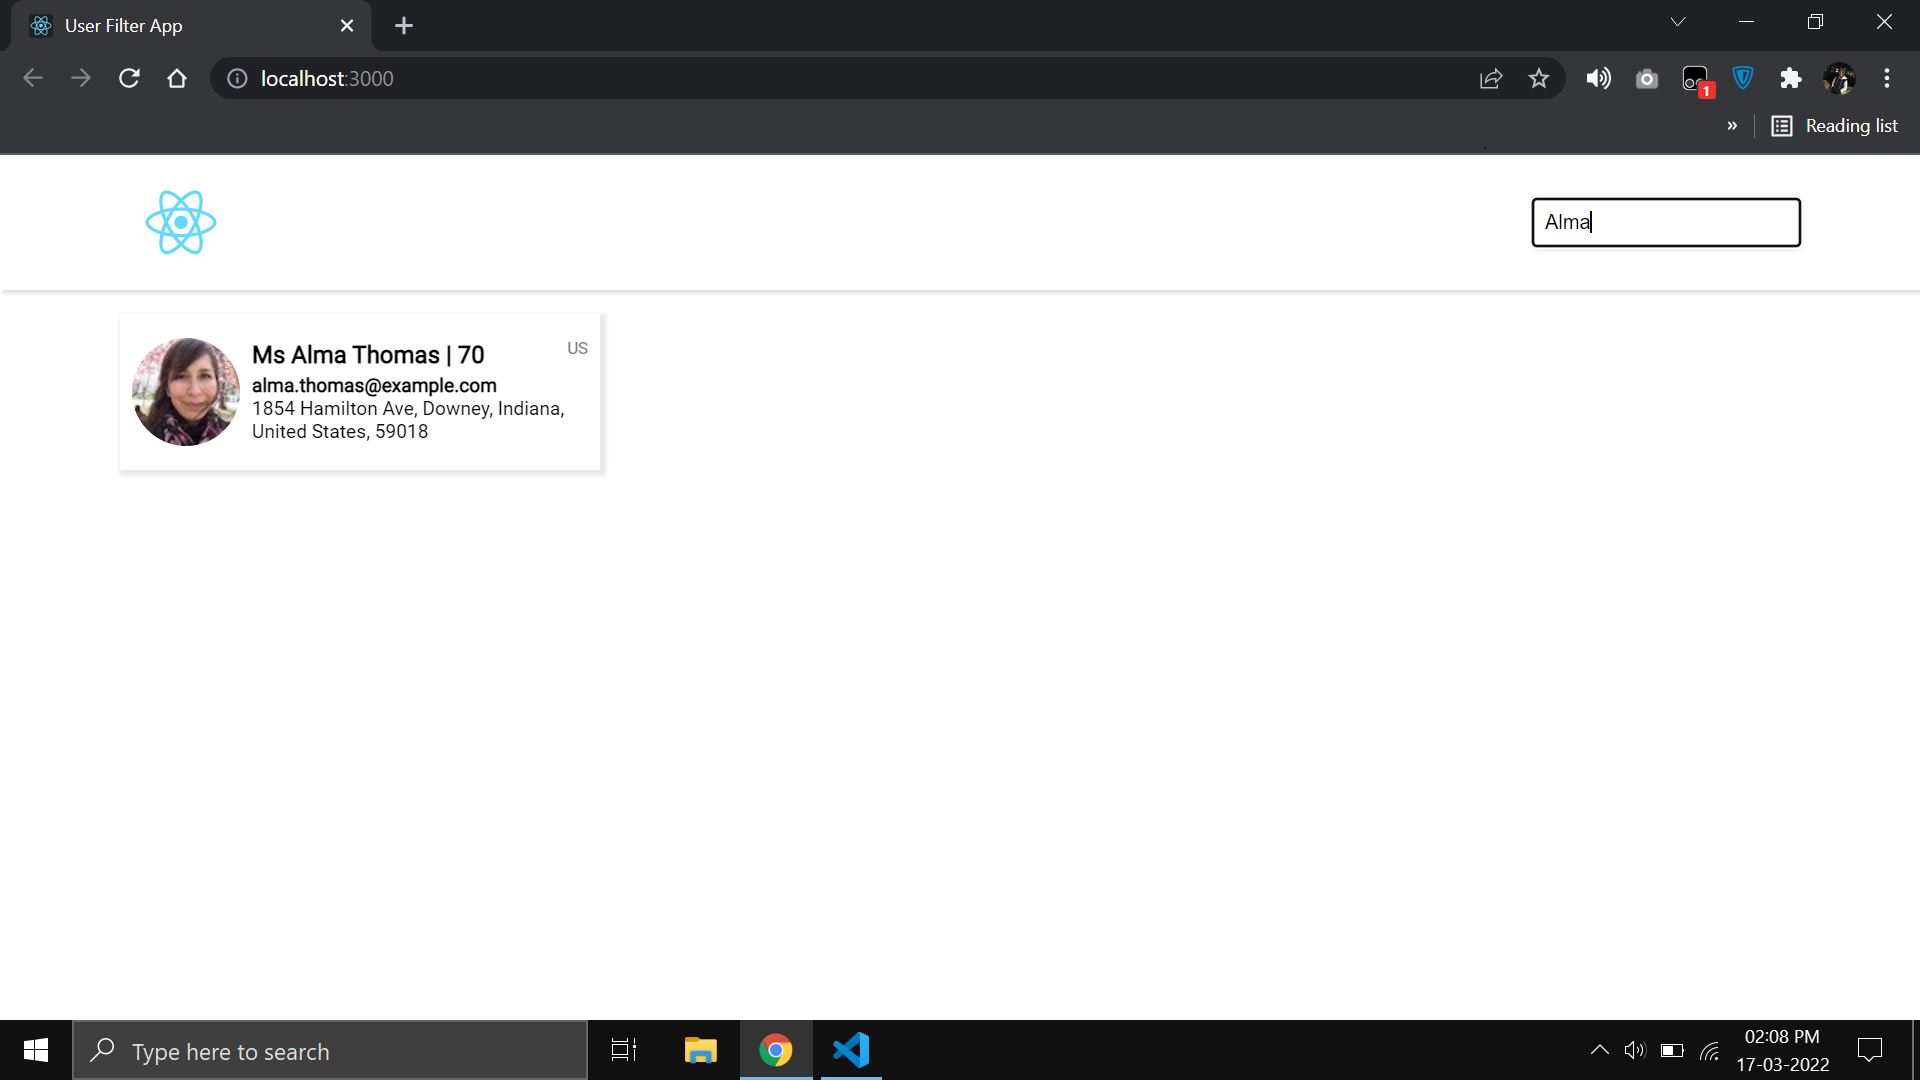 User Filter App
localhost:3000
1
»
Reading list
Alma
Ms Alma Thomas | 70
US
alma.thomas@example.com
1854 Hamilton Ave, Downey, Indiana,
United States, 59018
Type here to search
02:08 PM
17-03-2022